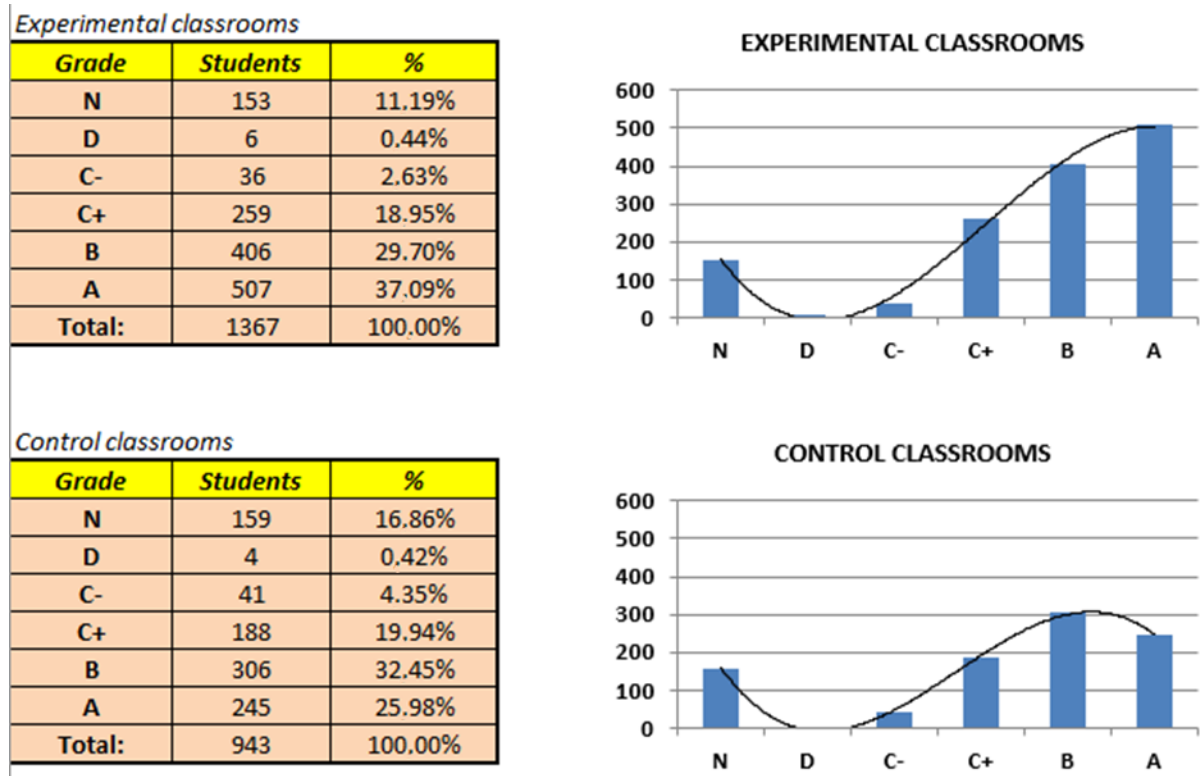 Experimental classrooms
Grade Students %
N 153 11.19%
D 6 0.44%
C- 36 2.63%
C+ 259 18.95%
B 406 29.70%
A 507 37.09%
Total: 1367 100.00%
EXPERIMENTAL CLASSROOMS
600
500
400
300
200
100
0
N D C- C+ B A
Control classrooms
Grade Students %
N 159 16.86%
D 4 0.42%
C- 41 4.35%
C+ 188 19.94%
B 306 32.45%
A 245 25.98%
Total: 943 100.00%
CONTROL CLASSROOMS
600
500
400
300
200
100
0
N D C- C+ B A